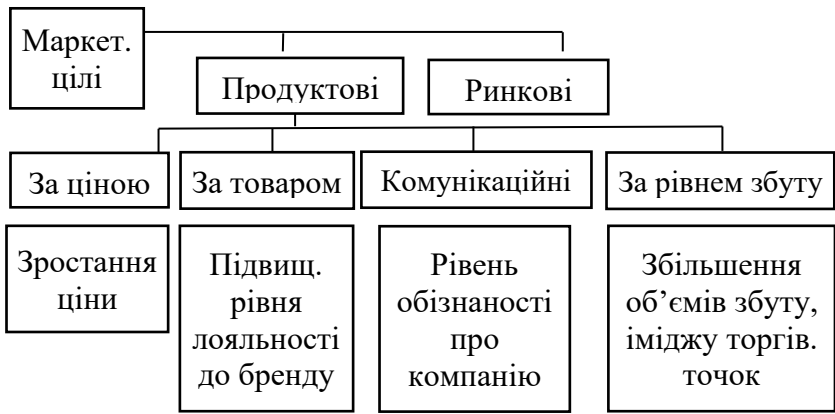 Маркет.
цілі
Продуктові
Ринкові
За ціною
За товаром
Комунікаційні
За рівнем збуту
Зростання
ціни
Підвищ.
рівня
лояльності
до бренду
Рівень
обізнаності
про
компанію
Збільшення
об’ємів збуту,
іміджу торгів.
точок